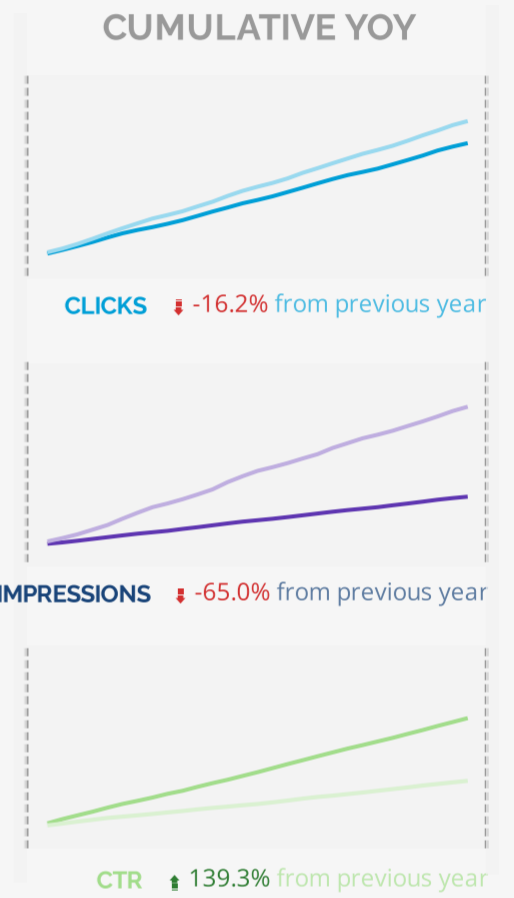 CUMULATIVE YOY
CLICKS -16.2% from previous year
IMPRESSIONS -65.0% from previous year
CTR 139.3% from previous year